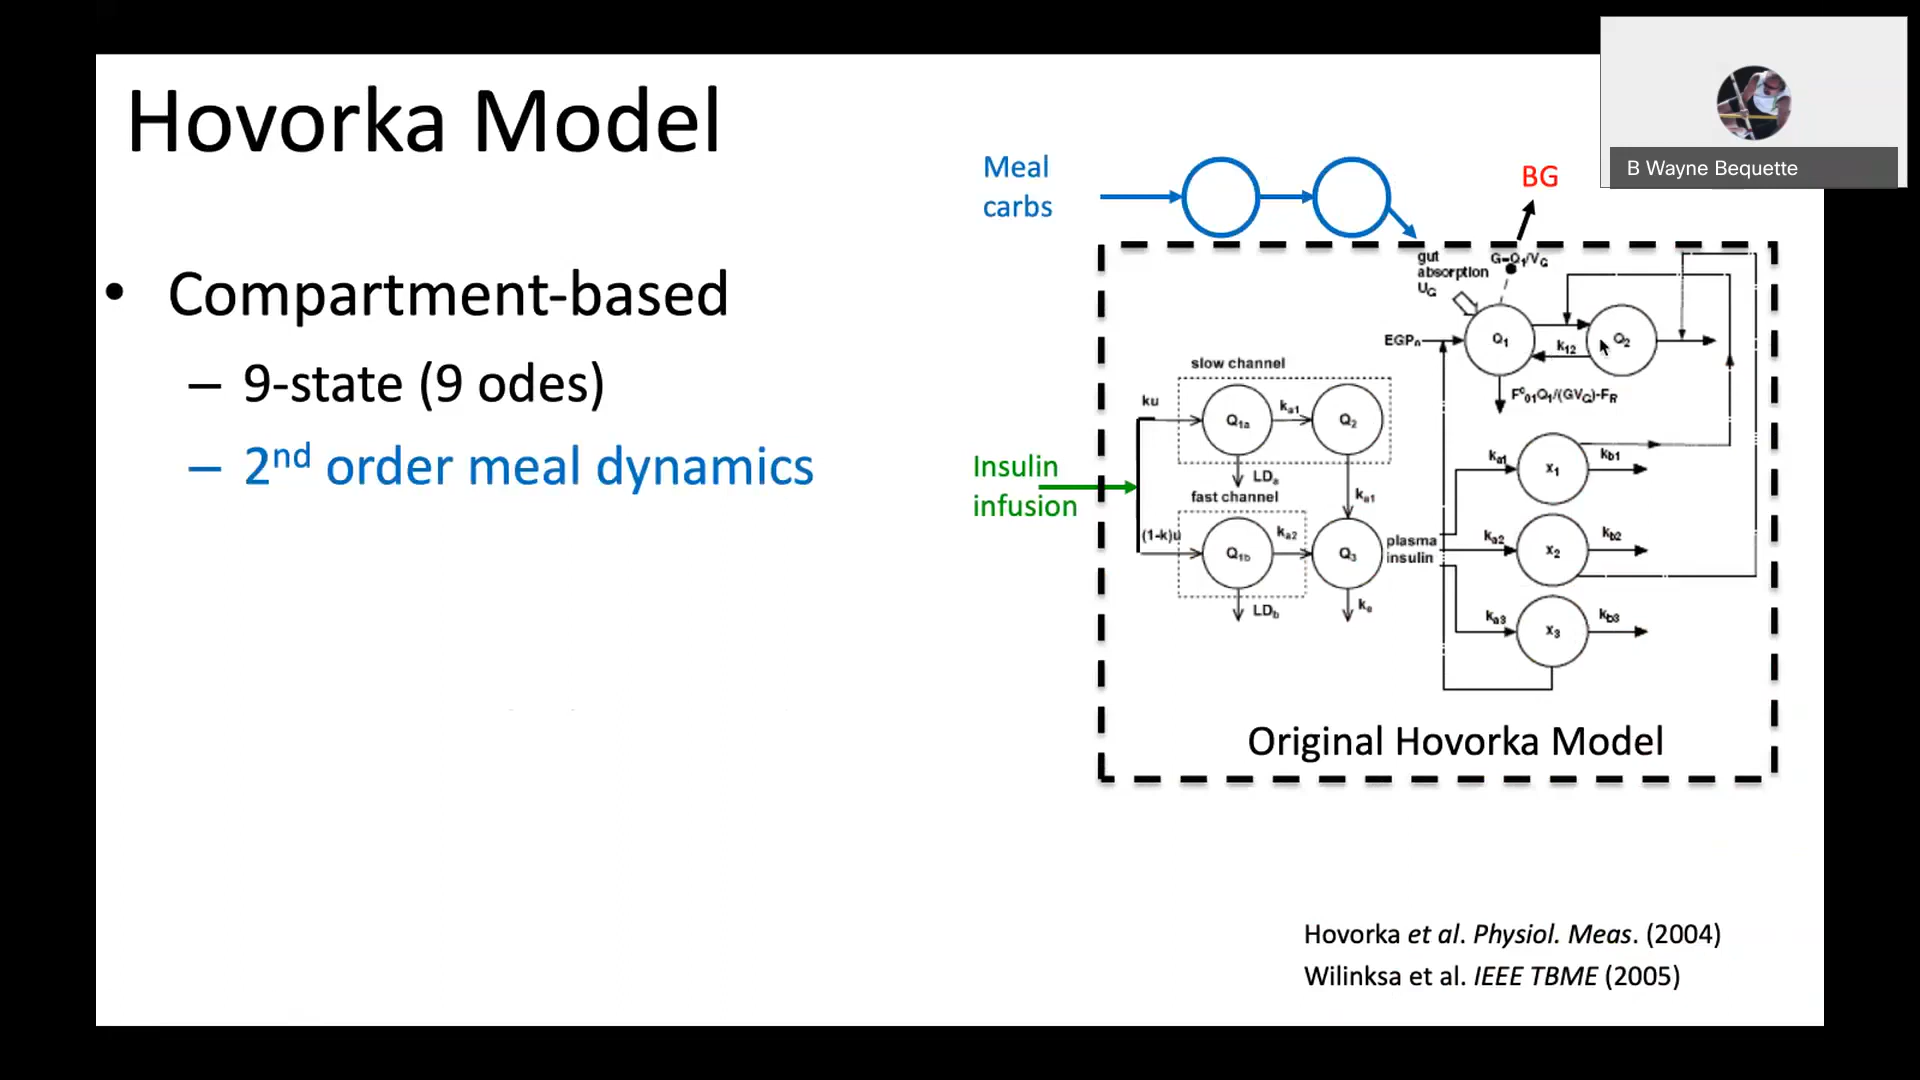 Hovorka Model
B Wayne Bequette
• Compartment-based
– 9-state (9 odes)
– 2nd order meal dynamics
Meal
carbs
BG
gut
absorption
UG
G=Q1/VG
EGP0
Q1
k12
Q2
F^c01Q1/(GVG)-FR
slow channel
ku
Q1a
ka1
Q2
LDa
ka1
Insulin
infusion
fast channel
(1-k)u
Q1b
ka2
Q3
LDb
ke
plasma
insulin
ka1
x1
kb1
ka2
x2
kb2
ka3
x3
kb3
Original Hovorka Model
Hovorka et al. Physiol. Meas. (2004)
Wilinksa et al. IEEE TBME (2005)